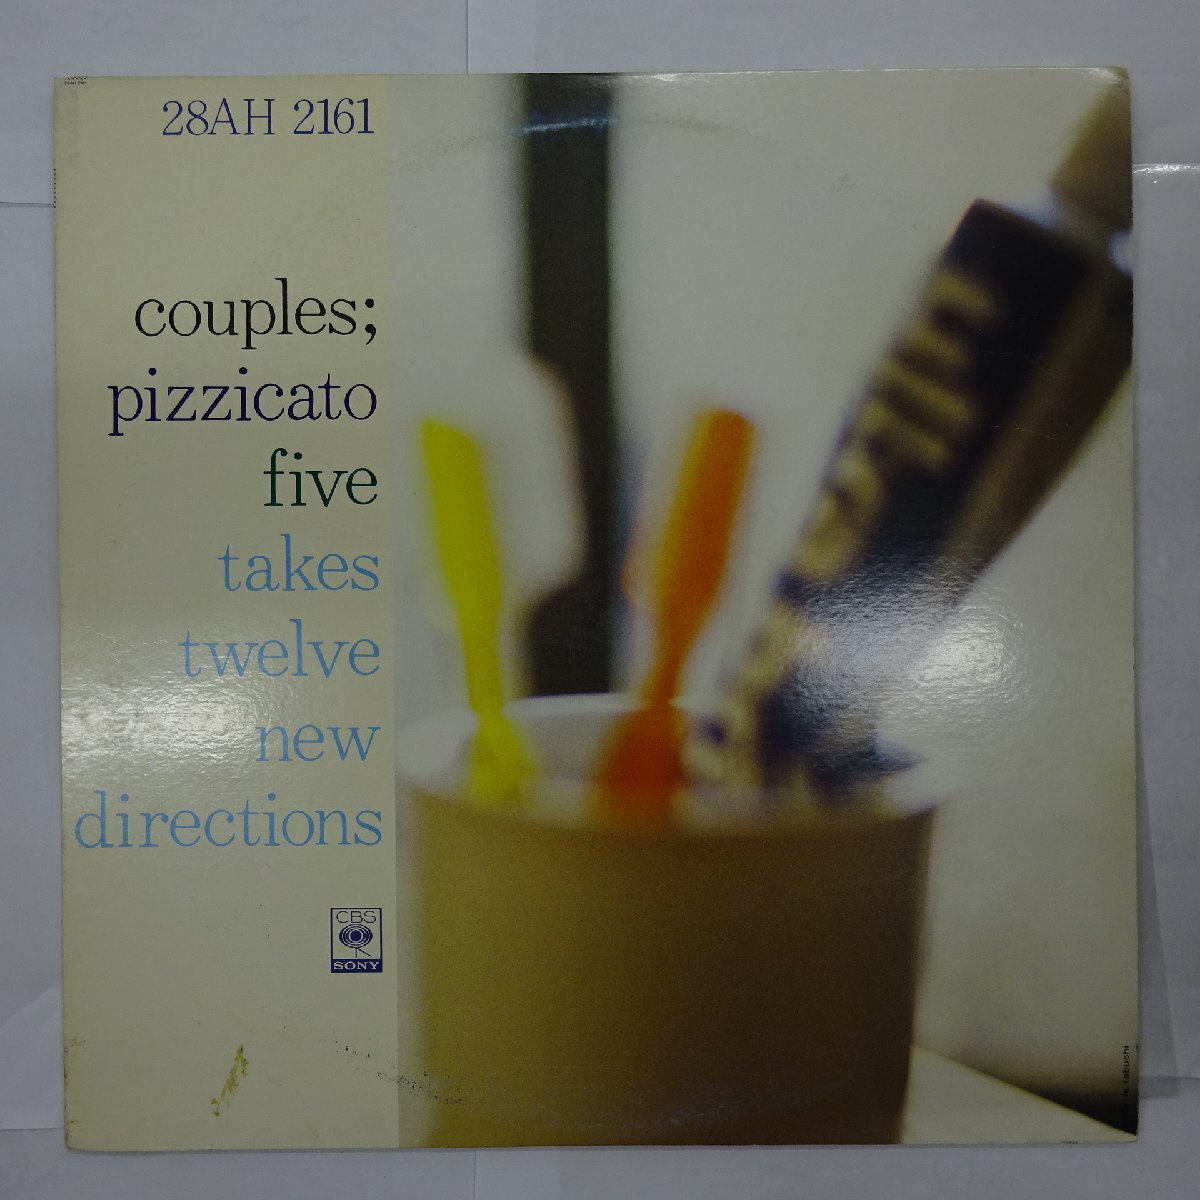 28AH 2161
couples;
pizzicato
five
takes
twelve
new
directions
CBS
SONY